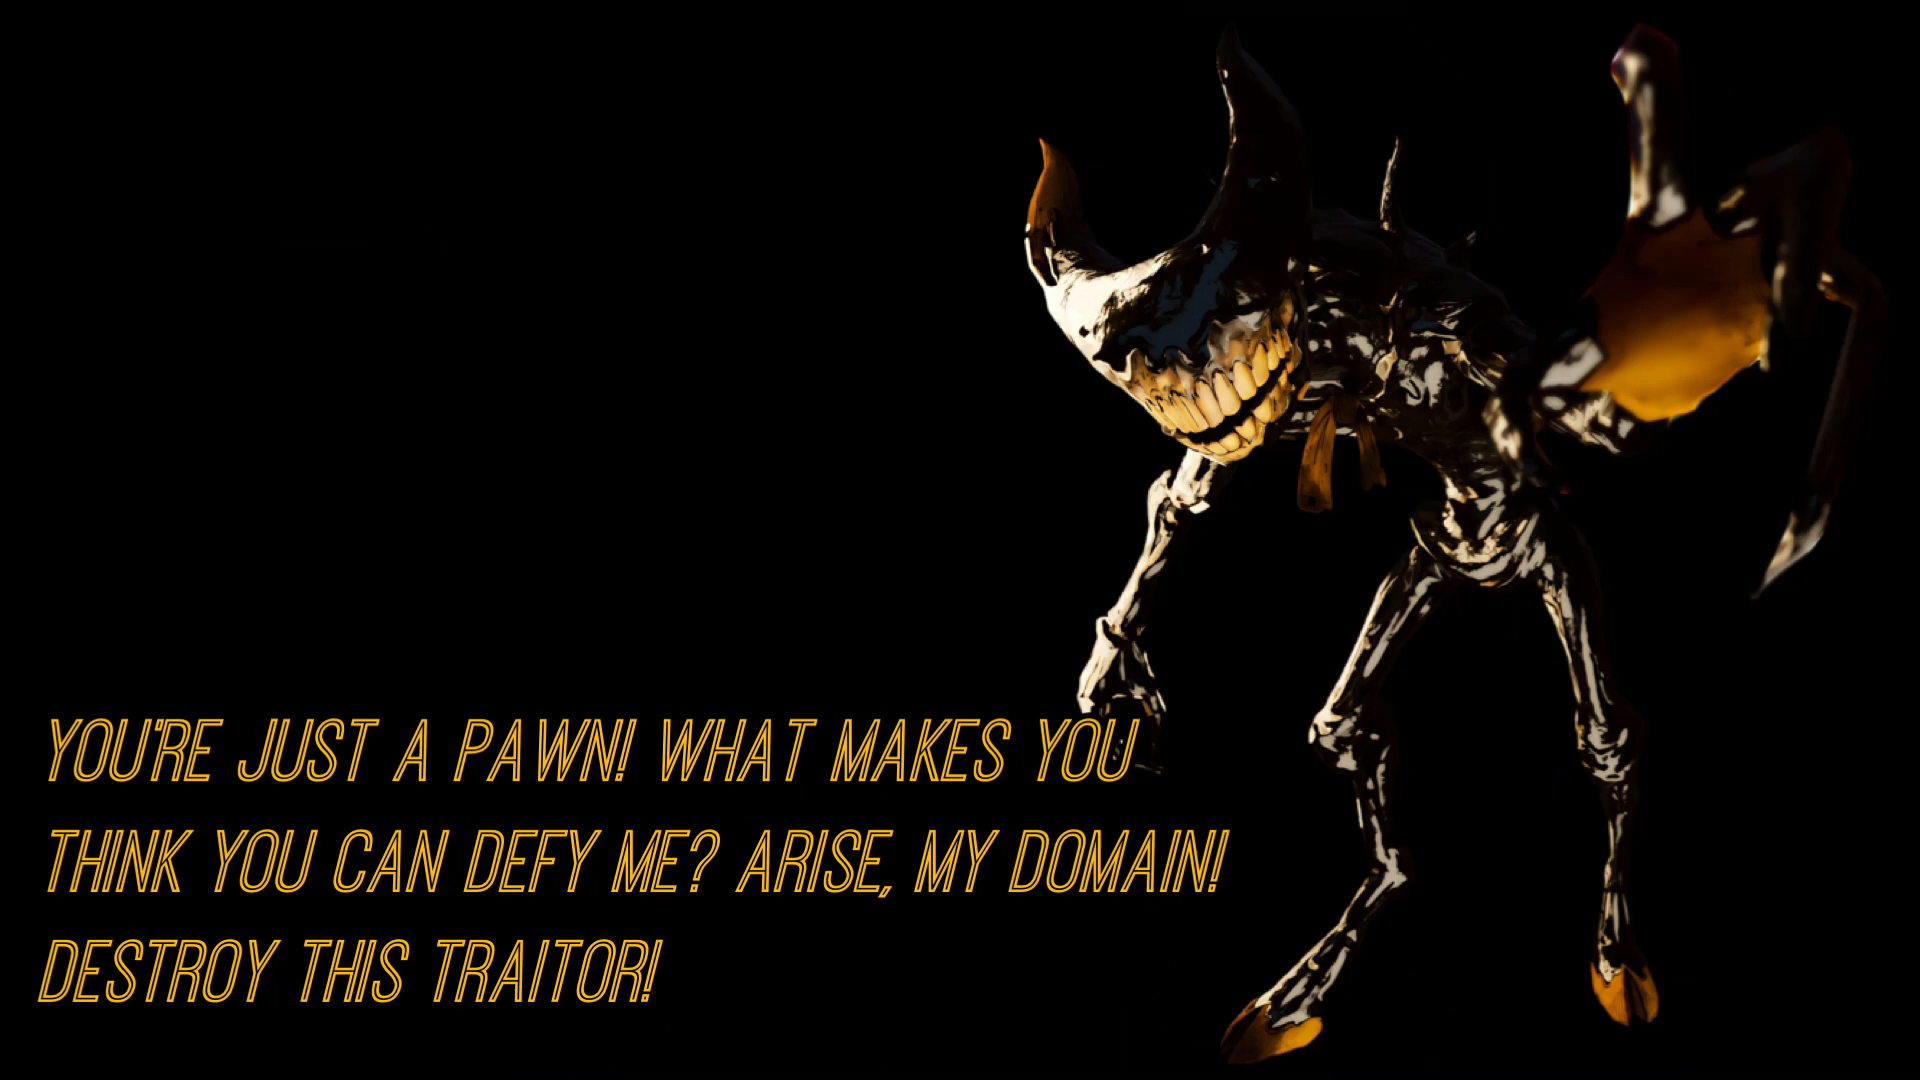 YOU'RE JUST A PAWN! WHAT MAKES YOU
THINK YOU CAN DEFY ME? ARISE, MY DOMAIN!
DESTROY THIS TRAITOR!